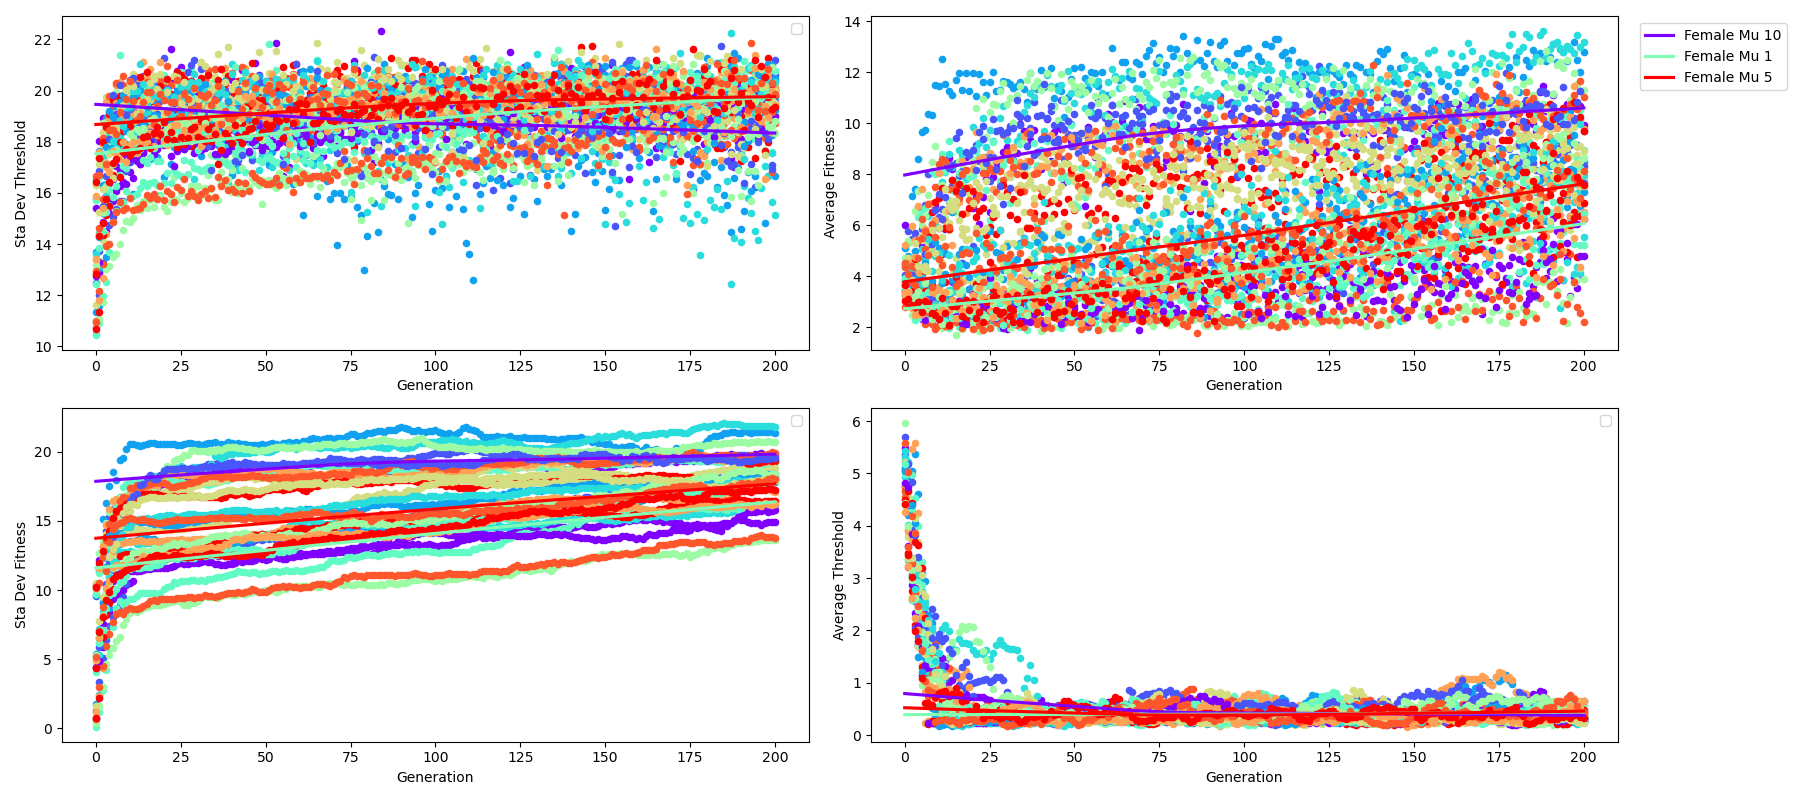 22
20
18
16
14
12
10
Sta Dev Threshold
0 25 50 75 100 125 150 175 200
Generation
14
12
10
8
6
4
2
Average Fitness
0 25 50 75 100 125 150 175 200
Generation
Female Mu 10
Female Mu 1
Female Mu 5
20
15
10
5
0
Sta Dev Fitness
0 25 50 75 100 125 150 175 200
Generation
6
5
4
3
2
1
0
Average Threshold
0 25 50 75 100 125 150 175 200
Generation